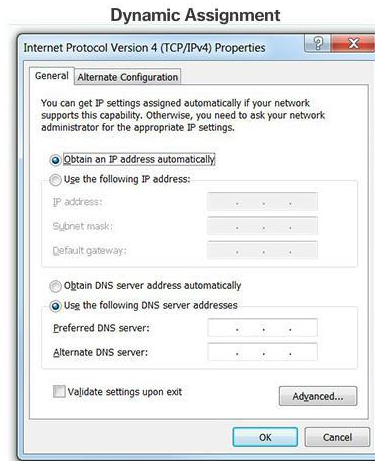 Dynamic Assignment
Internet Protocol Version 4 (TCP/IPv4) Properties
General
Alternate Configuration
You can get IP settings assigned automatically if your network
supports this capability. Otherwise, you need to ask your network
administrator for the appropriate IP settings.
Obtain an IP address automatically
Use the following IP address:
IP address:
Subnet mask:
Default gateway:
Obtain DNS server address automatically
Use the following DNS server addresses
Preferred DNS server:
Alternate DNS server:
Validate settings upon exit
Advanced...
OK
Cancel